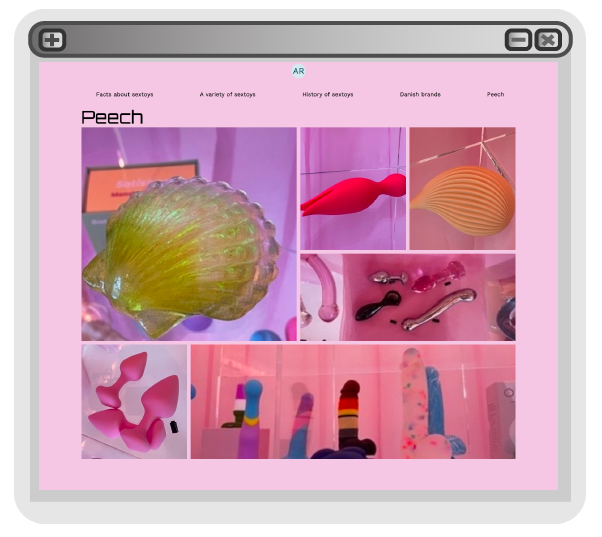 AR
Facts about sextoys A variety of sextoys History of sextoys Danish brands Peech
Peech